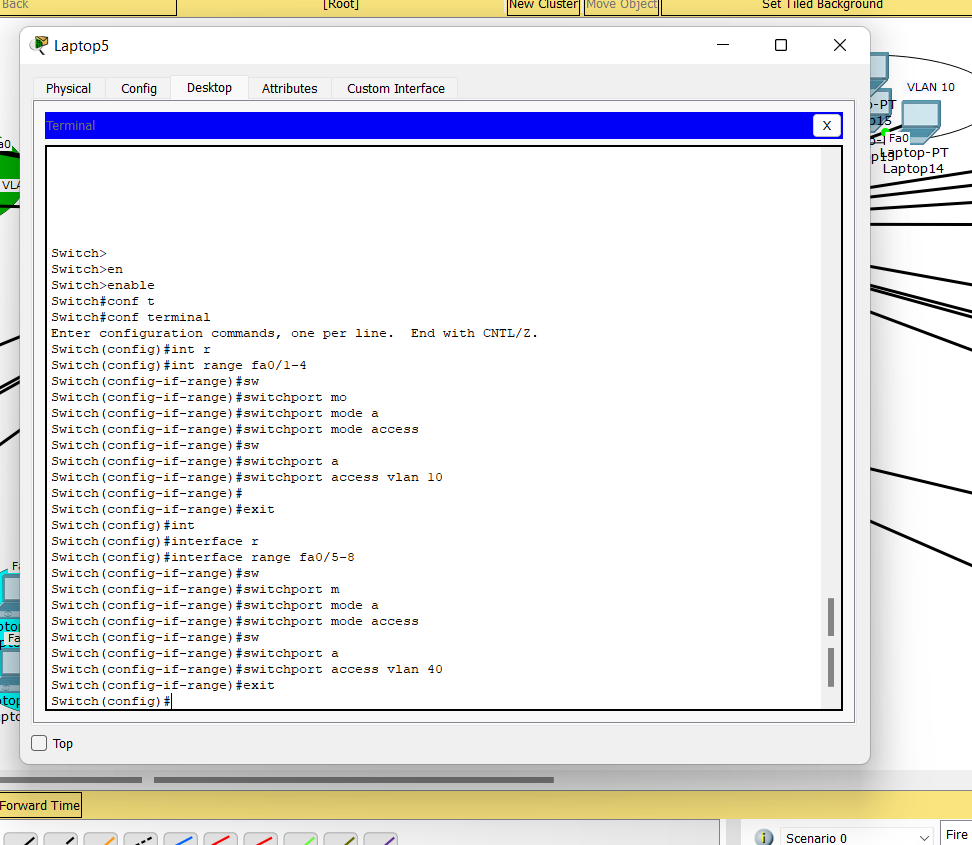 Back
[Root]
New Cluster
Move Object
Set Tiled Background
Laptop5
Physical
Config
Desktop
Attributes
Custom Interface
Terminal
X
Switch>
Switch>en
Switch>enable
Switch#conf t
Switch#conf terminal
Enter configuration commands, one per line.  End with CNTL/Z.
Switch(config)#int r
Switch(config)#int range fa0/1-4
Switch(config-if-range)#sw
Switch(config-if-range)#switchport mo
Switch(config-if-range)#switchport mode a
Switch(config-if-range)#switchport mode access
Switch(config-if-range)#sw
Switch(config-if-range)#switchport a
Switch(config-if-range)#switchport access vlan 10
Switch(config-if-range)#
Switch(config-if-range)#exit
Switch(config)#int
Switch(config)#interface r
Switch(config)#interface range fa0/5-8
Switch(config-if-range)#sw
Switch(config-if-range)#switchport m
Switch(config-if-range)#switchport mode a
Switch(config-if-range)#switchport mode access
Switch(config-if-range)#sw
Switch(config-if-range)#switchport a
Switch(config-if-range)#switchport access vlan 40
Switch(config-if-range)#exit
Switch(config)#
Top
VLAN 10
Fa0
Laptop-PT
Laptop14
Forward Time
Scenario 0
Fire